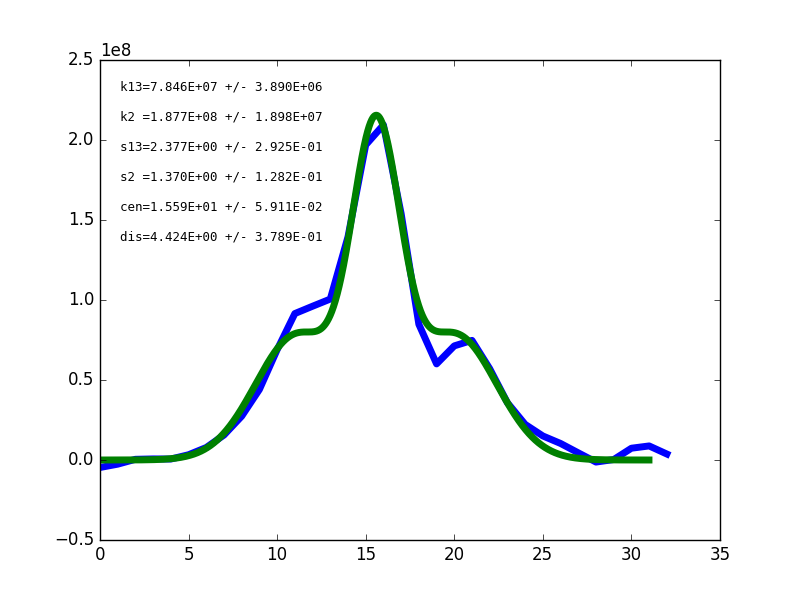 1e8
2.5
k13=7.846E+07 +/- 3.890E+06
k2 =1.877E+08 +/- 1.898E+07
2.0
s13=2.377E+00 +/- 2.925E-01
s2 =1.370E+00 +/- 1.282E-01
1.5
cen=1.559E+01 +/- 5.911E-02
dis=4.424E+00 +/- 3.789E-01
1.0
0.5
0.0
−0.5
0 5 10 15 20 25 30 35